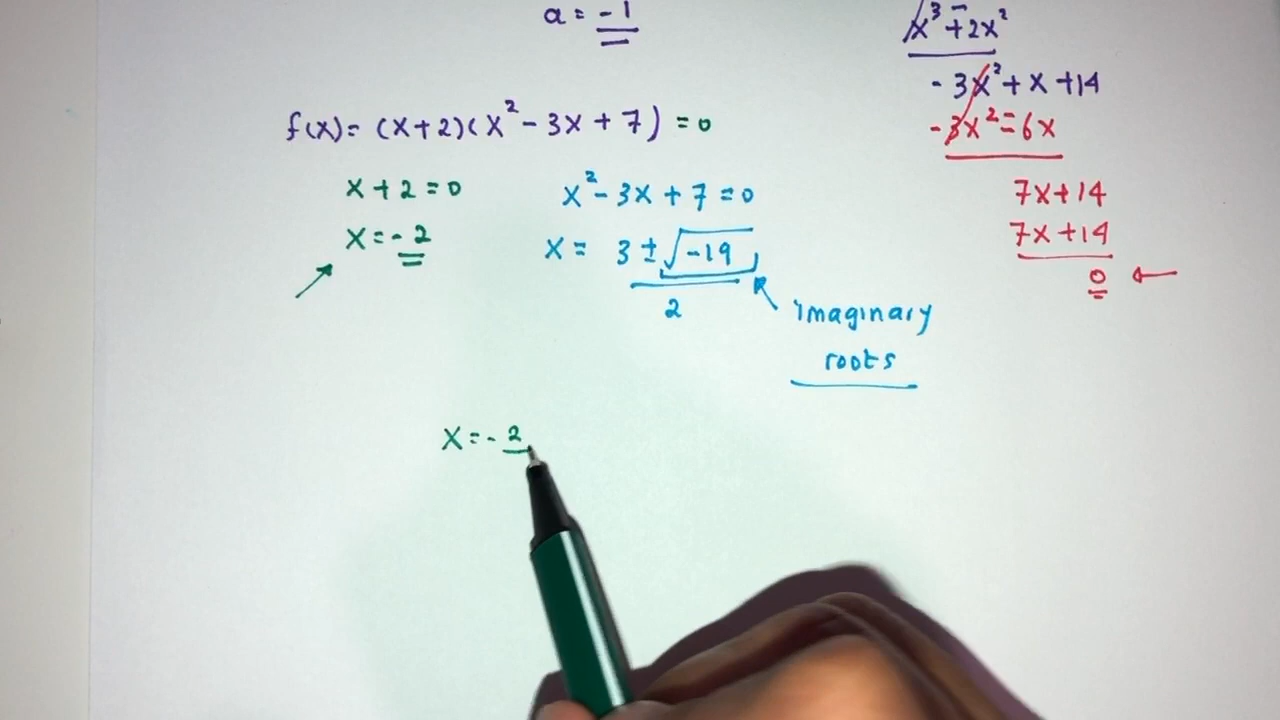 a = -1
x³ + 2x²
- 3x² + x + 14
- 3x² = 6x
f(x) = (x+2)(x² - 3x + 7) = 0
x + 2 = 0
x² - 3x + 7 = 0
7x + 14
x = - 2
x = 3 ± √-19
2
7x + 14
0
imaginary
roots
x = - 2